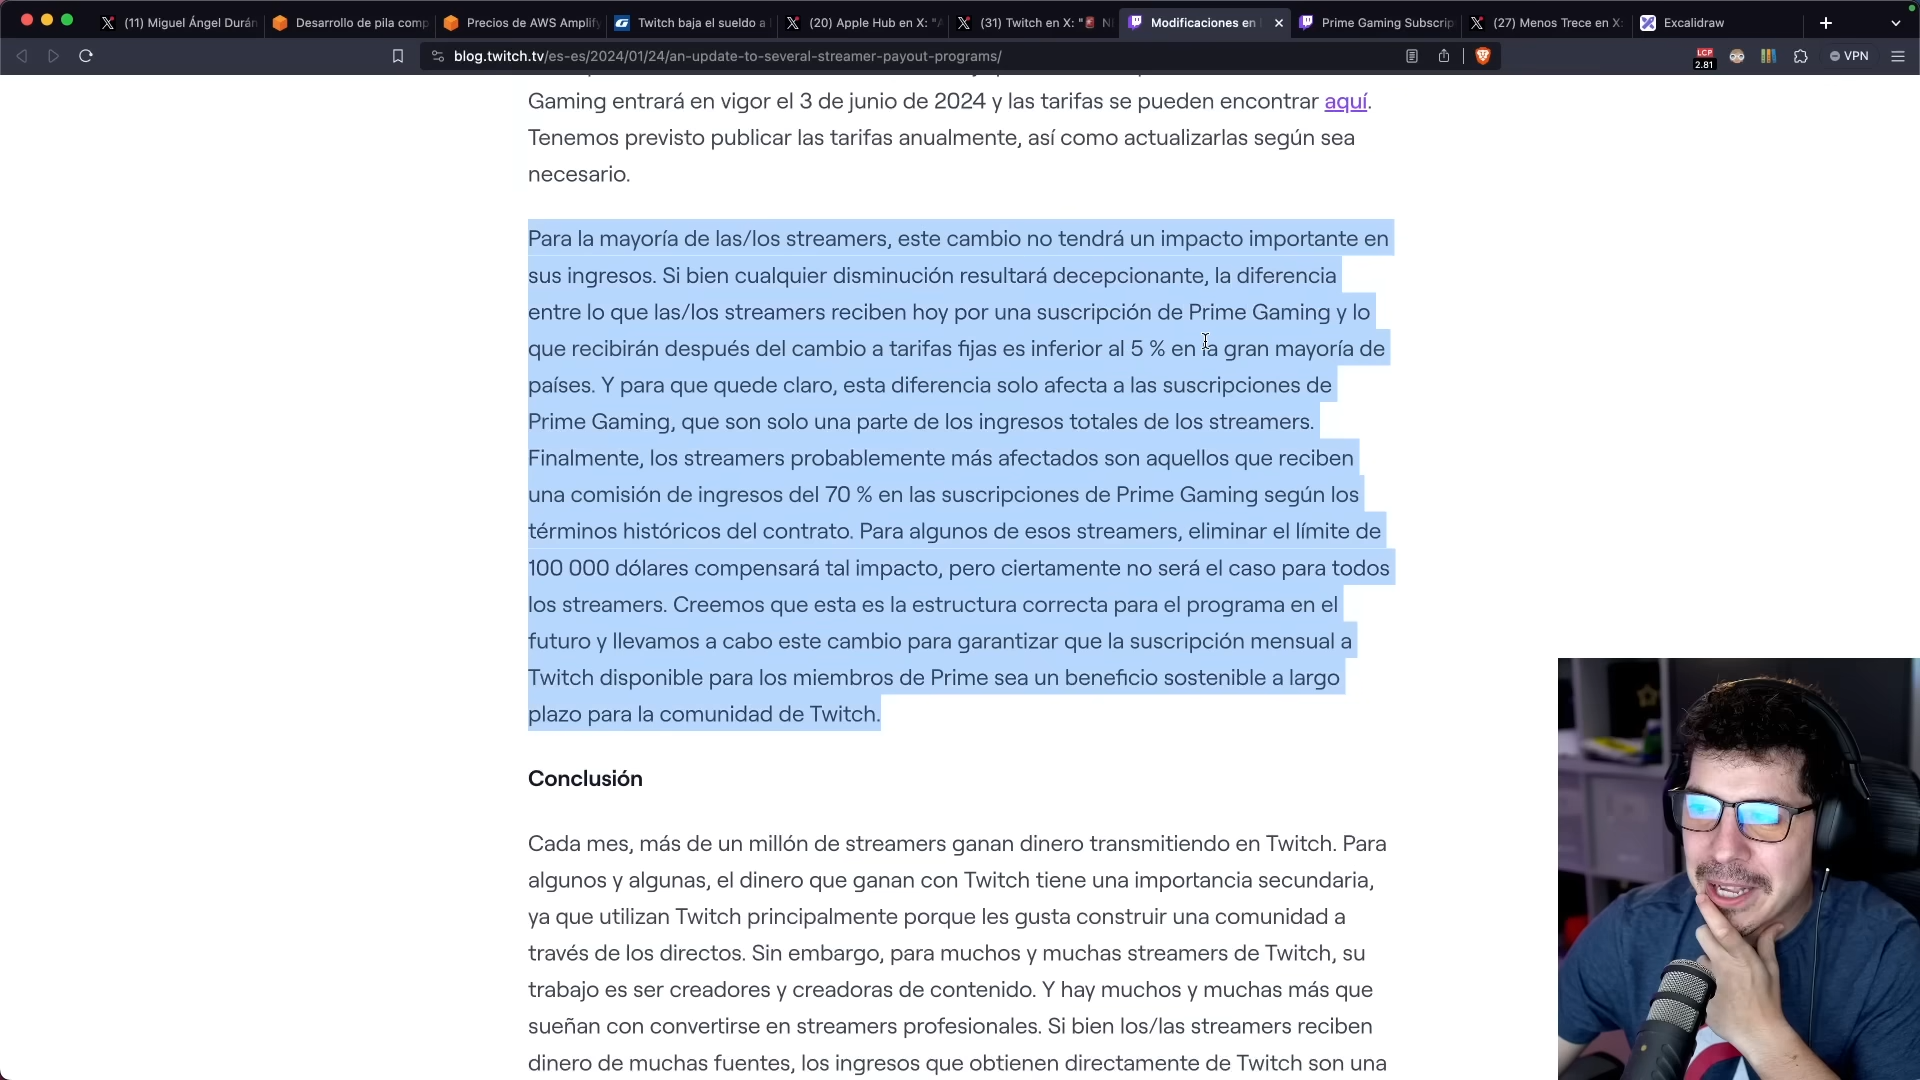 (11) Miguel Ángel Durán
Desarrollo de pila comp
Precios de AWS Amplify
Twitch baja el sueldo a
(20) Apple Hub en X: "
(31) Twitch en X: "
Modificaciones en
Prime Gaming Subscrip
(27) Menos Trece en X:
Excalidraw
blog.twitch.tv/es-es/2024/01/24/an-update-to-several-streamer-payout-programs/
LCP
2.81
VPN
Gaming entrará en vigor el 3 de junio de 2024 y las tarifas se pueden encontrar aquí.
Tenemos previsto publicar las tarifas anualmente, así como actualizarlas según sea
necesario.
Para la mayoría de las/los streamers, este cambio no tendrá un impacto importante en
sus ingresos. Si bien cualquier disminución resultará decepcionante, la diferencia
entre lo que las/los streamers reciben hoy por una suscripción de Prime Gaming y lo
que recibirán después del cambio a tarifas fijas es inferior al 5 % en la gran mayoría de
países. Y para que quede claro, esta diferencia solo afecta a las suscripciones de
Prime Gaming, que son solo una parte de los ingresos totales de los streamers.
Finalmente, los streamers probablemente más afectados son aquellos que reciben
una comisión de ingresos del 70 % en las suscripciones de Prime Gaming según los
términos históricos del contrato. Para algunos de esos streamers, eliminar el límite de
100 000 dólares compensará tal impacto, pero ciertamente no será el caso para todos
los streamers. Creemos que esta es la estructura correcta para el programa en el
futuro y llevamos a cabo este cambio para garantizar que la suscripción mensual a
Twitch disponible para los miembros de Prime sea un beneficio sostenible a largo
plazo para la comunidad de Twitch.
Conclusión
Cada mes, más de un millón de streamers ganan dinero transmitiendo en Twitch. Para
algunos y algunas, el dinero que ganan con Twitch tiene una importancia secundaria,
ya que utilizan Twitch principalmente porque les gusta construir una comunidad a
través de los directos. Sin embargo, para muchos y muchas streamers de Twitch, su
trabajo es ser creadores y creadoras de contenido. Y hay muchos y muchas más que
sueñan con convertirse en streamers profesionales. Si bien los/las streamers reciben
dinero de muchas fuentes, los ingresos que obtienen directamente de Twitch son una